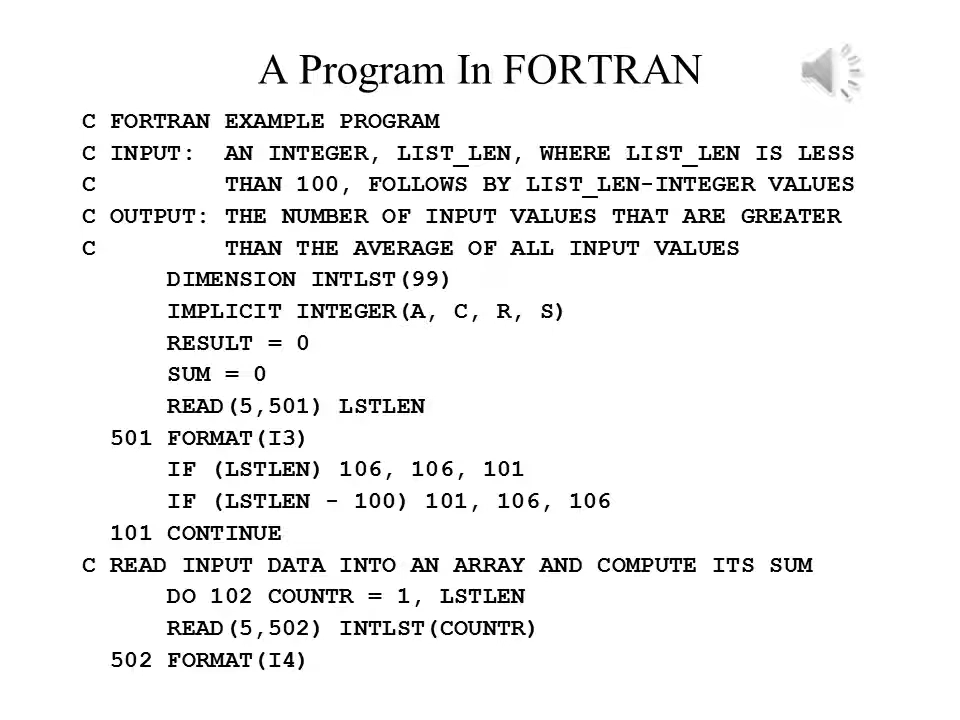 A Program In FORTRAN
C FORTRAN EXAMPLE PROGRAM
C INPUT:  AN INTEGER, LIST_LEN, WHERE LIST_LEN IS LESS
C         THAN 100, FOLLOWS BY LIST_LEN-INTEGER VALUES
C OUTPUT: THE NUMBER OF INPUT VALUES THAT ARE GREATER
C         THAN THE AVERAGE OF ALL INPUT VALUES
      DIMENSION INTLST(99)
      IMPLICIT INTEGER(A, C, R, S)
      RESULT = 0
      SUM = 0
      READ(5,501) LSTLEN
  501 FORMAT(I3)
      IF (LSTLEN) 106, 106, 101
      IF (LSTLEN - 100) 101, 106, 106
  101 CONTINUE
C READ INPUT DATA INTO AN ARRAY AND COMPUTE ITS SUM
      DO 102 COUNTR = 1, LSTLEN
      READ(5,502) INTLST(COUNTR)
  502 FORMAT(I4)